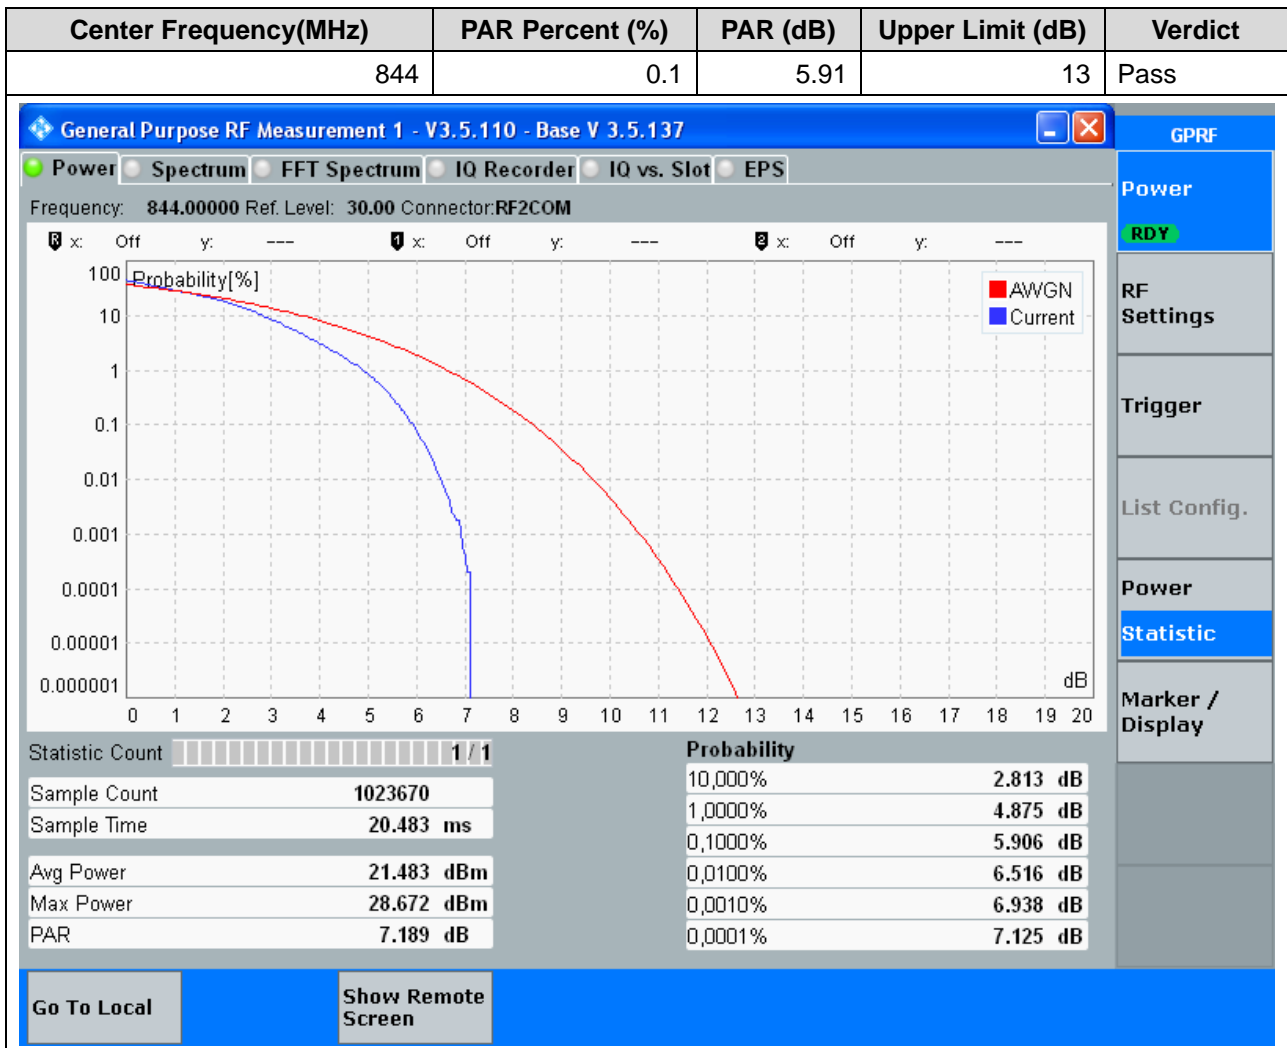 Center Frequency(MHz) PAR Percent (%) PAR (dB) Upper Limit (dB) Verdict
844 0.1 5.91 13 Pass
General Purpose RF Measurement 1 - V3.5.110 - Base V 3.5.137
GPRF
Power Spectrum FFT Spectrum IQ Recorder IQ vs. Slot EPS
Frequency: 844.00000 Ref. Level: 30.00 Connector:RF2COM
R x: Off y: --- 1 x: Off y: --- 2 x: Off y: ---
Probability[%]
AWGN
Current
100
10
1
0.1
0.01
0.001
0.0001
0.00001
0.000001
dB
0 1 2 3 4 5 6 7 8 9 10 11 12 13 14 15 16 17 18 19 20
Statistic Count 1 / 1
Sample Count 1023670
Sample Time 20.483 ms
Avg Power 21.483 dBm
Max Power 28.672 dBm
PAR 7.189 dB
Probability
10,000% 2.813 dB
1,0000% 4.875 dB
0,1000% 5.906 dB
0,0100% 6.516 dB
0,0010% 6.938 dB
0,0001% 7.125 dB
Power
RDY
RF
Settings
Trigger
List Config.
Power
Statistic
Marker /
Display
Go To Local
Show Remote
Screen